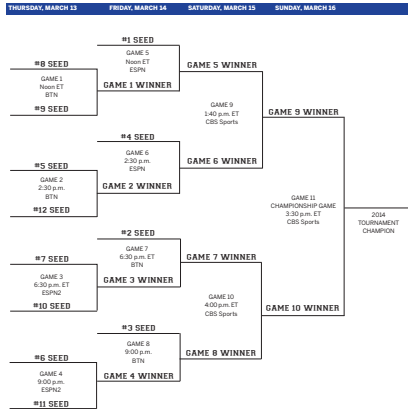 THURSDAY, MARCH 13
FRIDAY, MARCH 14
SATURDAY, MARCH 15
SUNDAY, MARCH 16
#8 SEED
GAME 1
Noon ET
BTN
#9 SEED
#5 SEED
GAME 2
2:30 p.m.
BTN
#12 SEED
#7 SEED
GAME 3
6:30 p.m. ET
ESPN2
#10 SEED
#6 SEED
GAME 4
9:00 p.m.
ESPN2
#11 SEED
#1 SEED
GAME 5
Noon ET
ESPN
GAME 1 WINNER
#4 SEED
GAME 6
2:30 p.m.
ESPN
GAME 2 WINNER
#2 SEED
GAME 7
6:30 p.m. ET
BTN
GAME 3 WINNER
#3 SEED
GAME 8
9:00 p.m.
BTN
GAME 4 WINNER
GAME 5 WINNER
GAME 9
1:40 p.m. ET
CBS Sports
GAME 6 WINNER
GAME 7 WINNER
GAME 10
4:00 p.m. ET
CBS Sports
GAME 8 WINNER
GAME 9 WINNER
GAME 11
CHAMPIONSHIP GAME
3:30 p.m. ET
CBS Sports
GAME 10 WINNER
2014
TOURNAMENT
CHAMPION